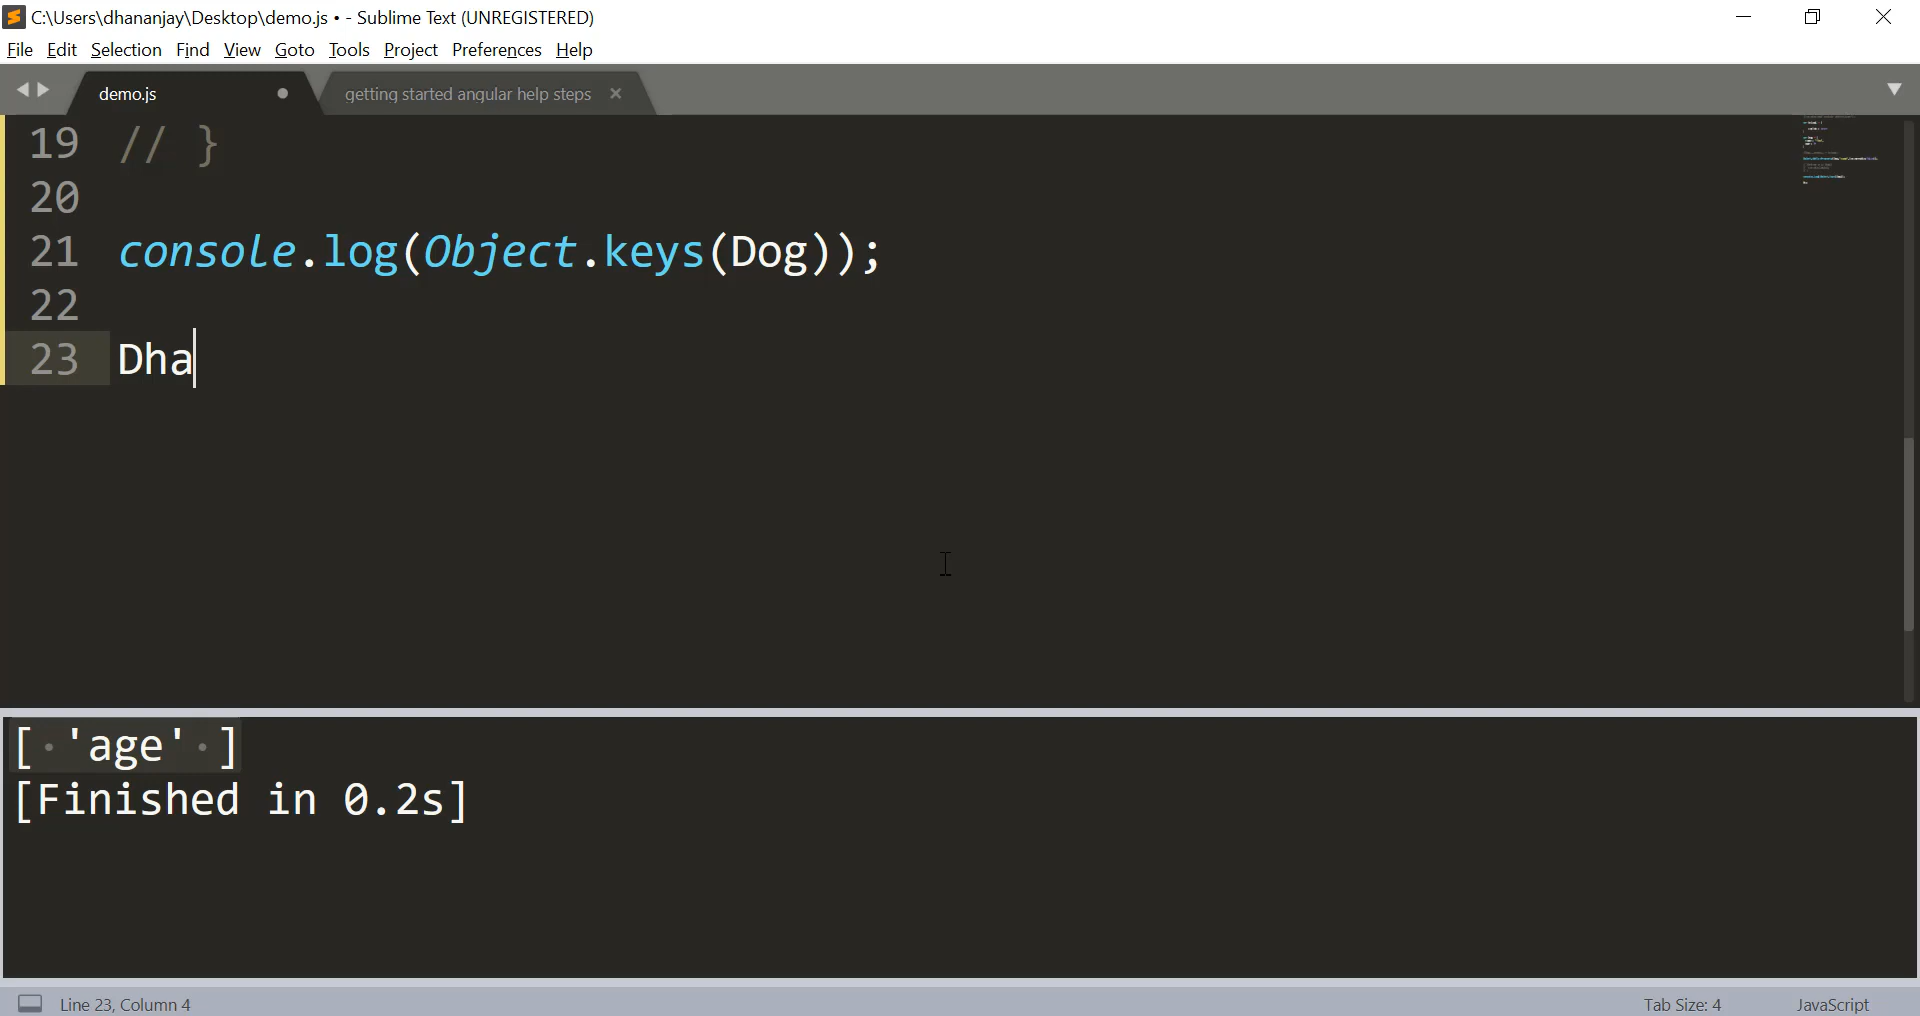 C:\Users\dhananjay\Desktop\demo.js • - Sublime Text (UNREGISTERED)
File Edit Selection Find View Goto Tools Project Preferences Help
demo.js
getting started angular help steps
19 // }
20
21 console.log(Object.keys(Dog));
22
23 Dha
[ 'age' ]
[Finished in 0.2s]
Line 23, Column 4
Tab Size: 4
JavaScript